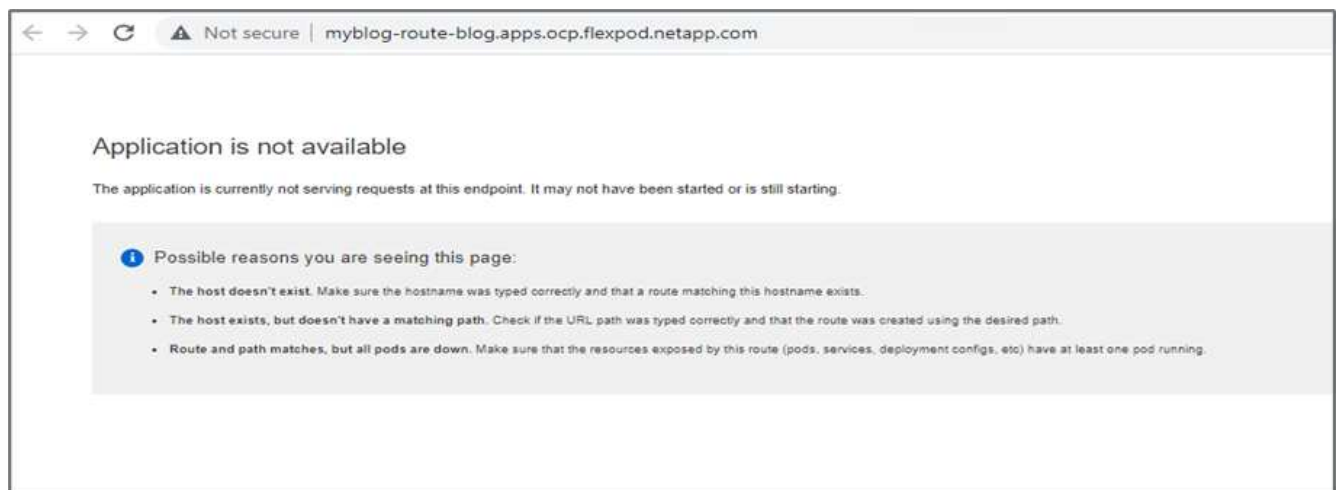 Not secure | myblog-route-blog.apps.ocp.flexpod.netapp.com
Application is not available
The application is currently not serving requests at this endpoint. It may not have been started or is still starting.
Possible reasons you are seeing this page:
• The host doesn't exist. Make sure the hostname was typed correctly and that a route matching this hostname exists.
• The host exists, but doesn't have a matching path. Check if the URL path was typed correctly and that the route was created using the desired path.
• Route and path matches, but all pods are down. Make sure that the resources exposed by this route (pods, services, deployment configs, etc) have at least one pod running.